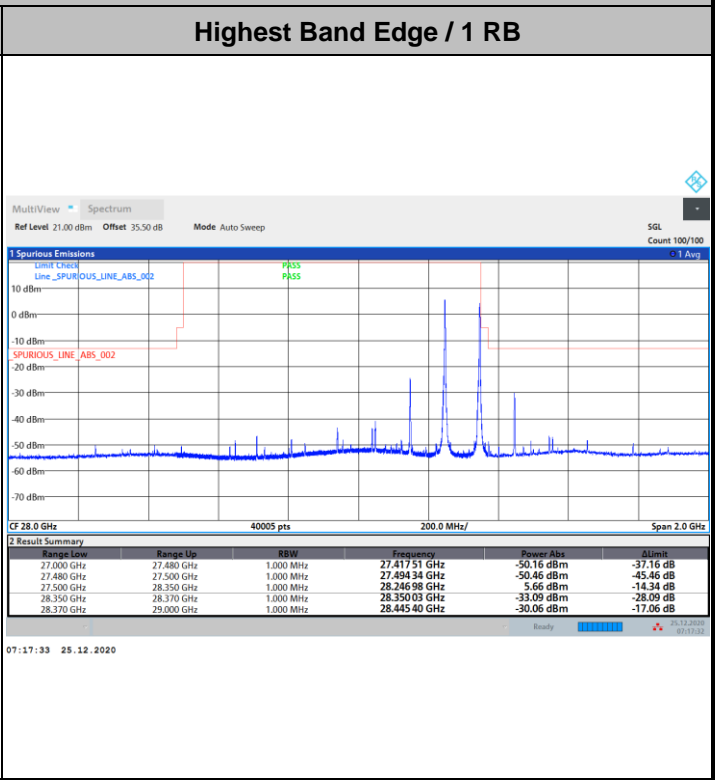 Highest Band Edge / 1 RB
MultiView Spectrum
Ref Level 21.00 dBm Offset 35.50 dB Mode Auto Sweep SGL
Count 100/100
1 Spurious Emissions 1 Avg
Limit Check PASS
Line _SPURIOUS_LINE_ABS_002 PASS
10 dBm
0 dBm
-10 dBm
_SPURIOUS_LINE_ABS_002
-20 dBm
-30 dBm
-40 dBm
-50 dBm
-60 dBm
-70 dBm
CF 28.0 GHz 40005 pts 200.0 MHz/ Span 2.0 GHz
2 Result Summary
Range Low Range Up RBW Frequency Power Abs ΔLimit
27.000 GHz 27.480 GHz 1.000 MHz 27.417 51 GHz -50.16 dBm -37.16 dB
27.480 GHz 27.500 GHz 1.000 MHz 27.494 34 GHz -50.46 dBm -45.46 dB
27.500 GHz 28.350 GHz 1.000 MHz 28.246 98 GHz 5.66 dBm -14.34 dB
28.350 GHz 28.370 GHz 1.000 MHz 28.350 03 GHz -33.09 dBm -28.09 dB
28.370 GHz 29.000 GHz 1.000 MHz 28.445 40 GHz -30.06 dBm -17.06 dB
Ready 25.12.2020
07:17:32
07:17:33 25.12.2020